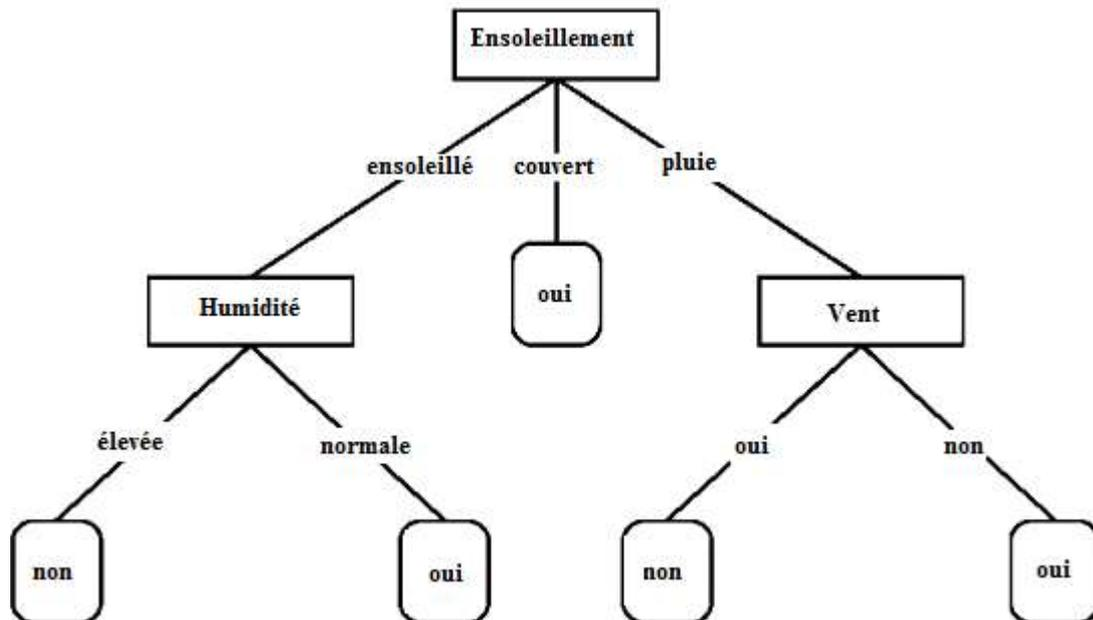 Ensoleillement
ensoleillé
couvert
pluie
oui
Humidité
Vent
élevée
normale
oui
non
non
oui
non
oui